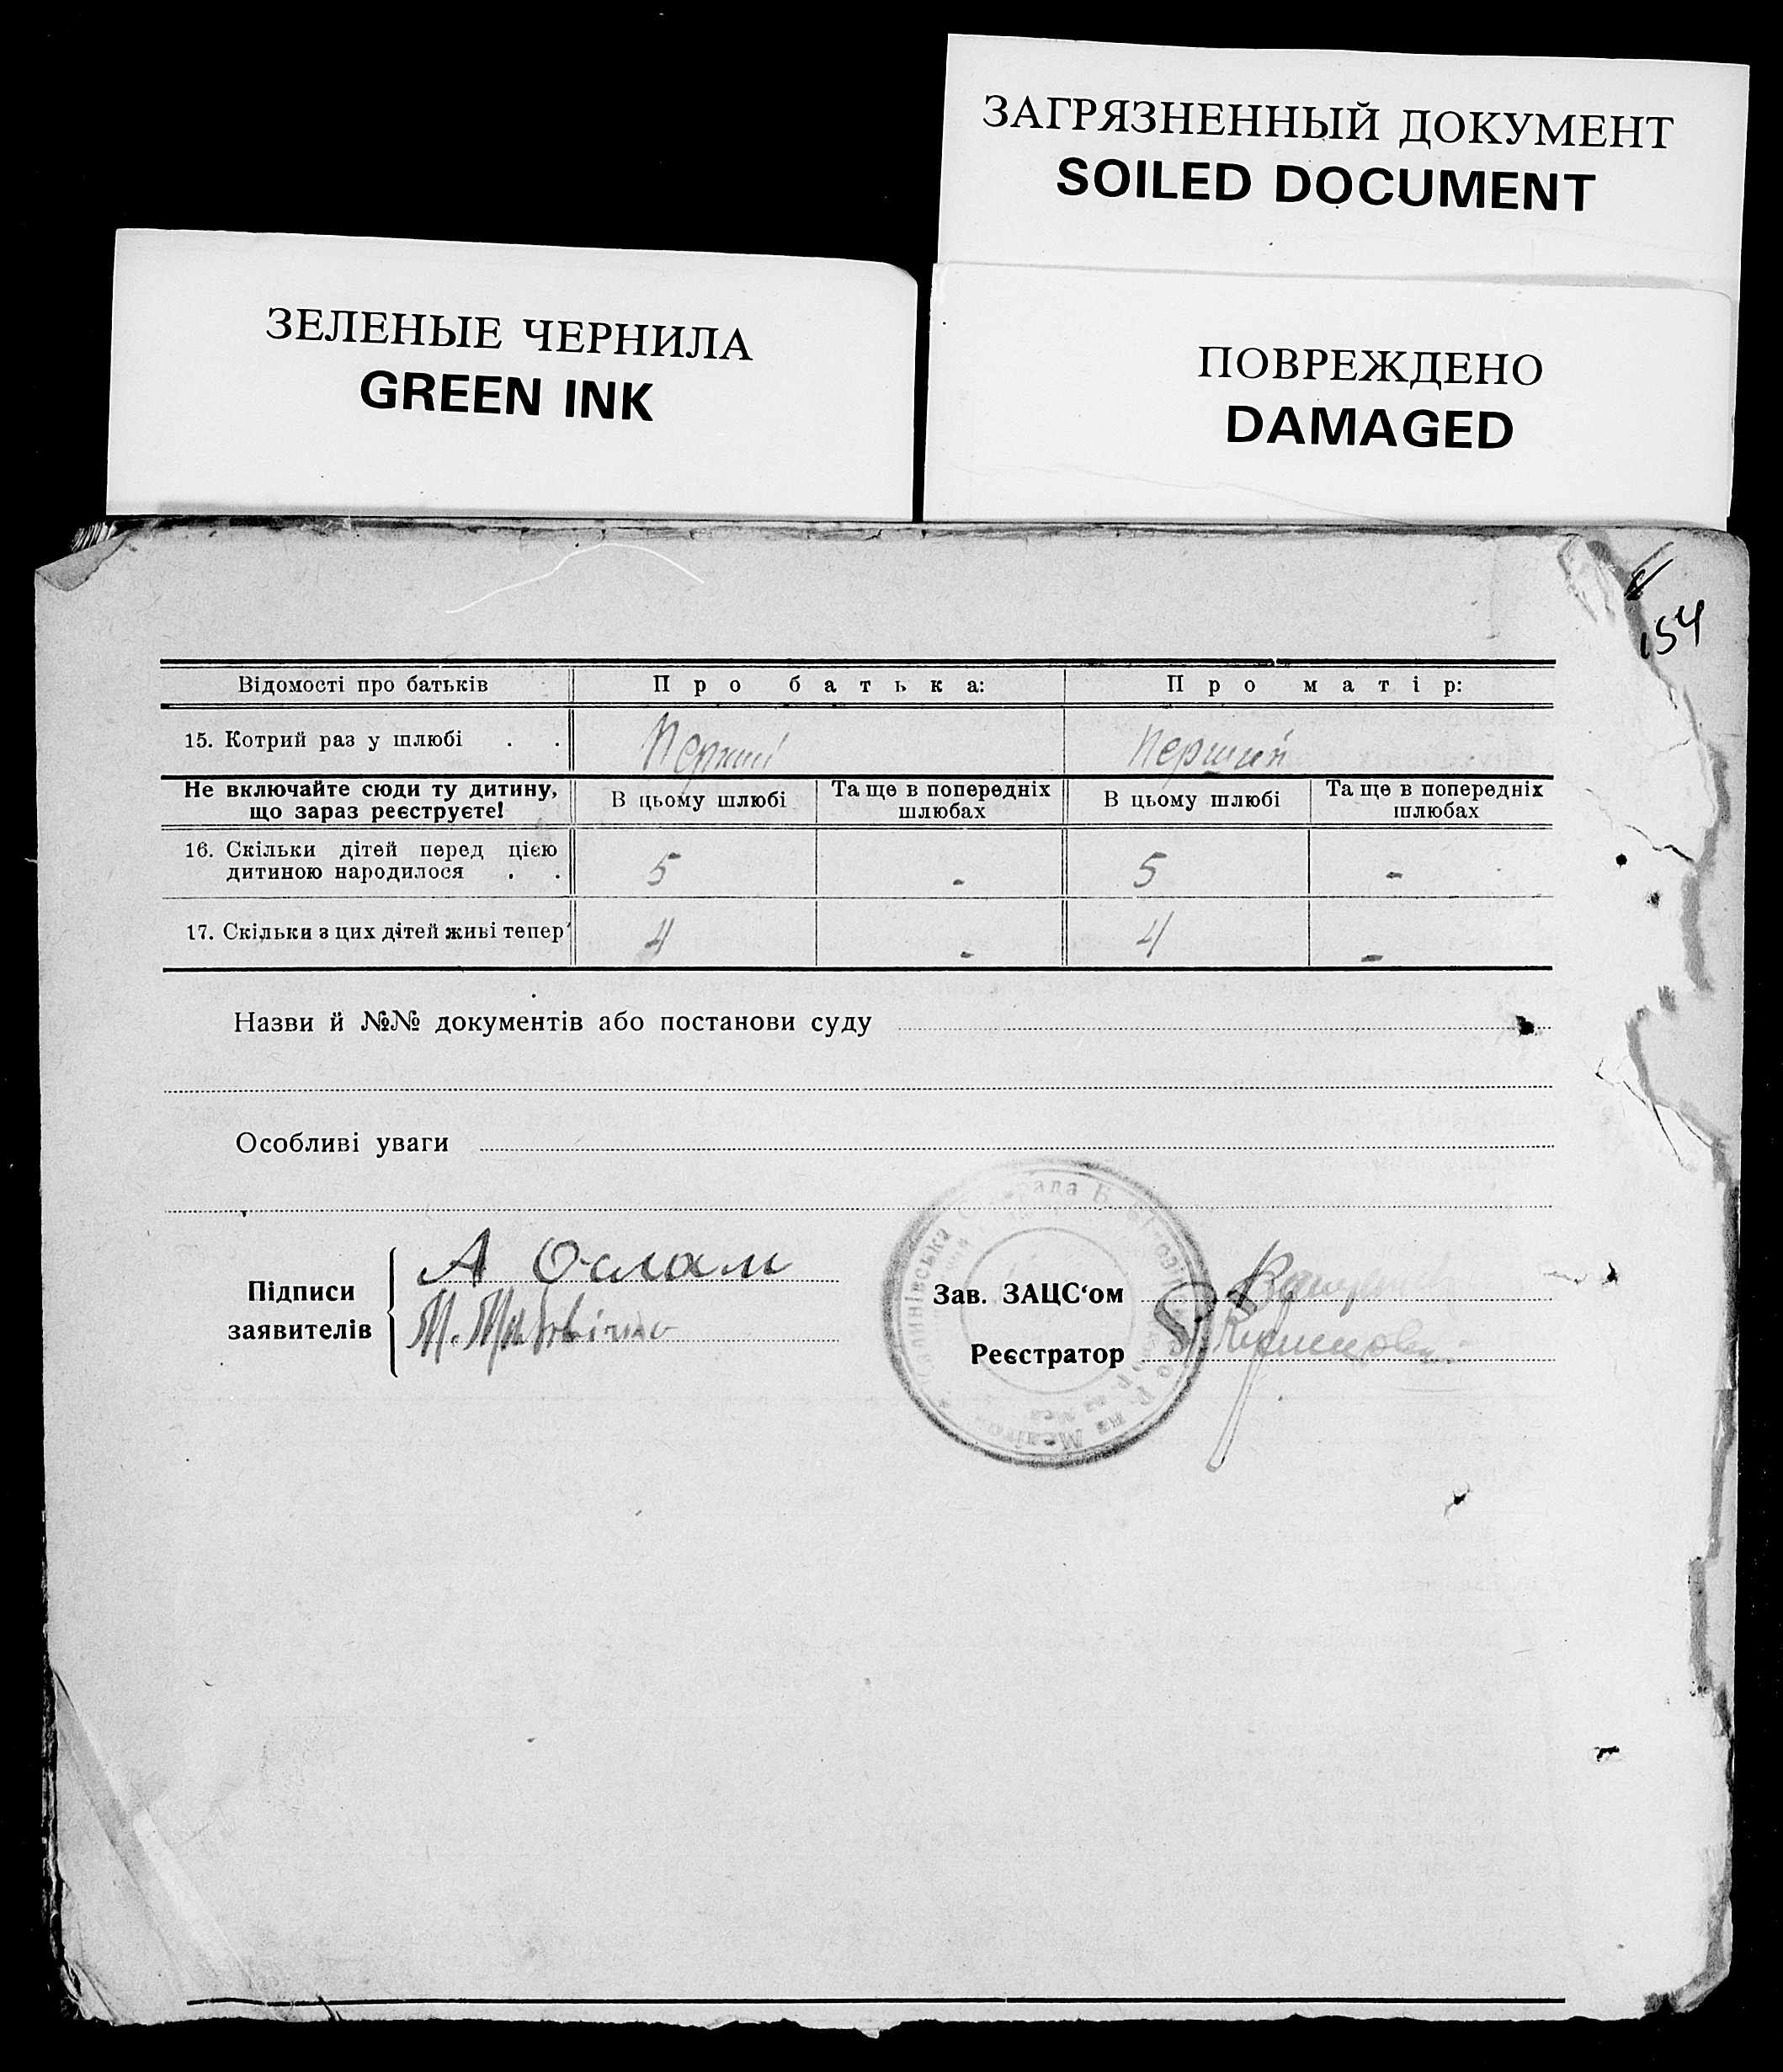 ЗАГРЯЗНЕННЫЙ ДОКУМЕНТ
SOILED DOCUMENT
ЗЕЛЕНЫЕ ЧЕРНИЛА
GREEN INK
ПОВРЕЖДЕНО
DAMAGED
154
Відомості про батьків Про батька: Про матір:
15. Котрий раз у шлюбі . . Перший Перший
Не включайте сюди ту дитину, що зараз реєструєте! В цьому шлюбі Та ще в попередніх шлюбах В цьому шлюбі Та ще в попередніх шлюбах
16. Скільки дітей перед цією
дитиною народилося . . 5 - 5 -
17. Скільки з цих дітей живі тепер 4 - 4 -
Назви й №№ документів або постанови суду
Особливі уваги
Підписи
заявителів
А Ослам
Зав. ЗАЦС‘ом
Реєстратор